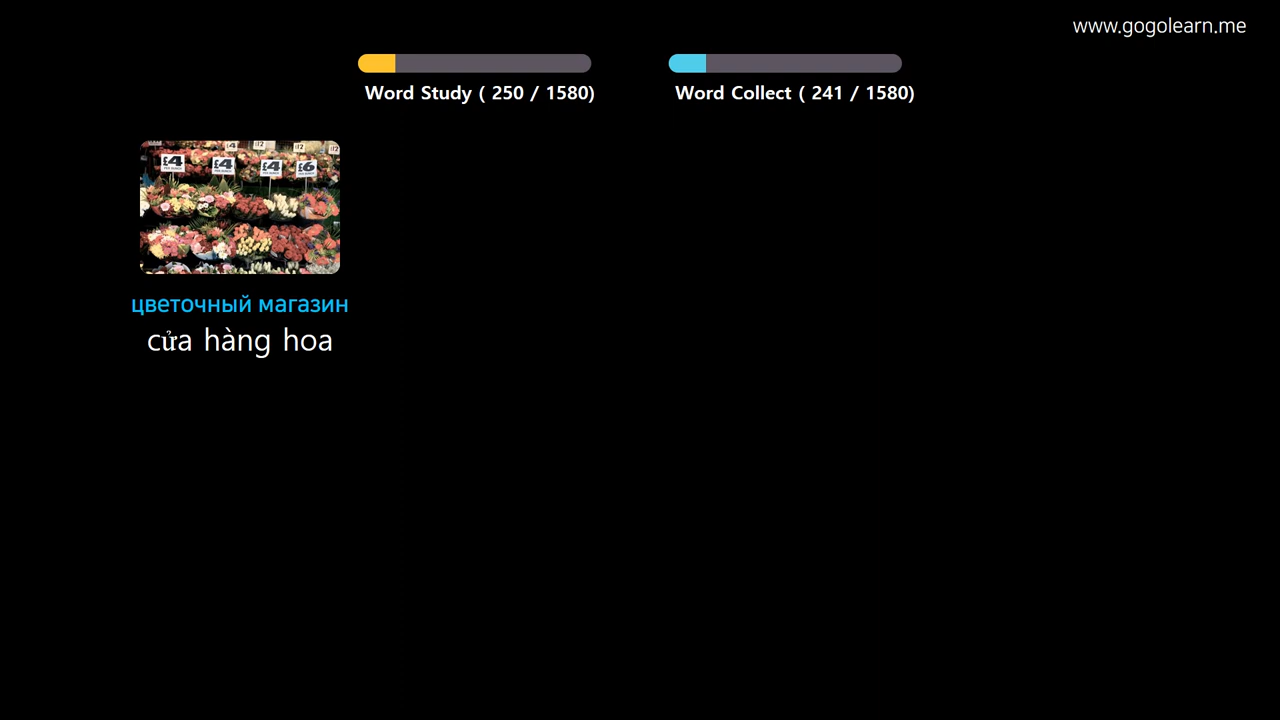 www.gogolearn.me
Word Study ( 250 / 1580)
Word Collect ( 241 / 1580)
£4
£4
£4
£6
цветочный магазин
cửa hàng hoa